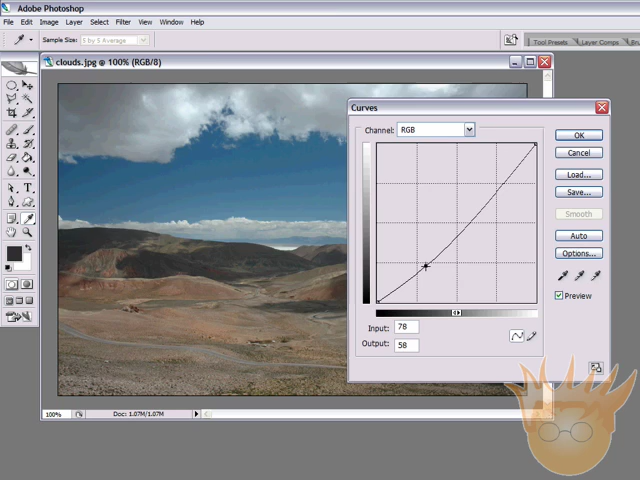 Adobe Photoshop
File Edit Image Layer Select Filter View Window Help
Sample Size: 5 by 5 Average
Tool Presets Layer Comps
clouds.jpg @ 100% (RGB/8)
Curves
Channel: RGB
OK
Cancel
Load...
Save...
Smooth
Auto
Options...
Preview
Input: 78
Output: 58
100% Doc: 1.07M/1.07M